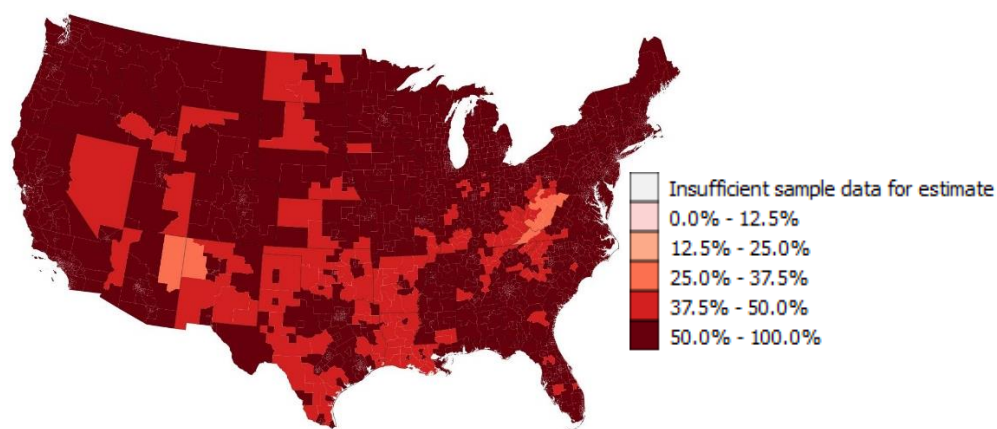 Insufficient sample data for estimate
0.0% - 12.5%
12.5% - 25.0%
25.0% - 37.5%
37.5% - 50.0%
50.0% - 100.0%